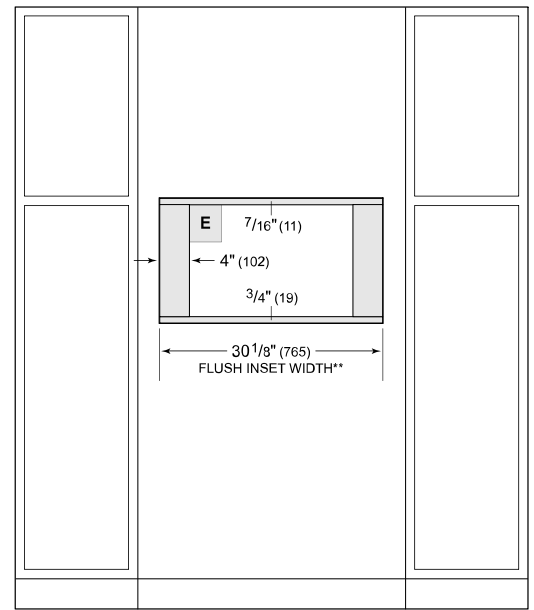 E
7/16" (11)
4" (102)
3/4" (19)
30 1/8" (765)
FLUSH INSET WIDTH**